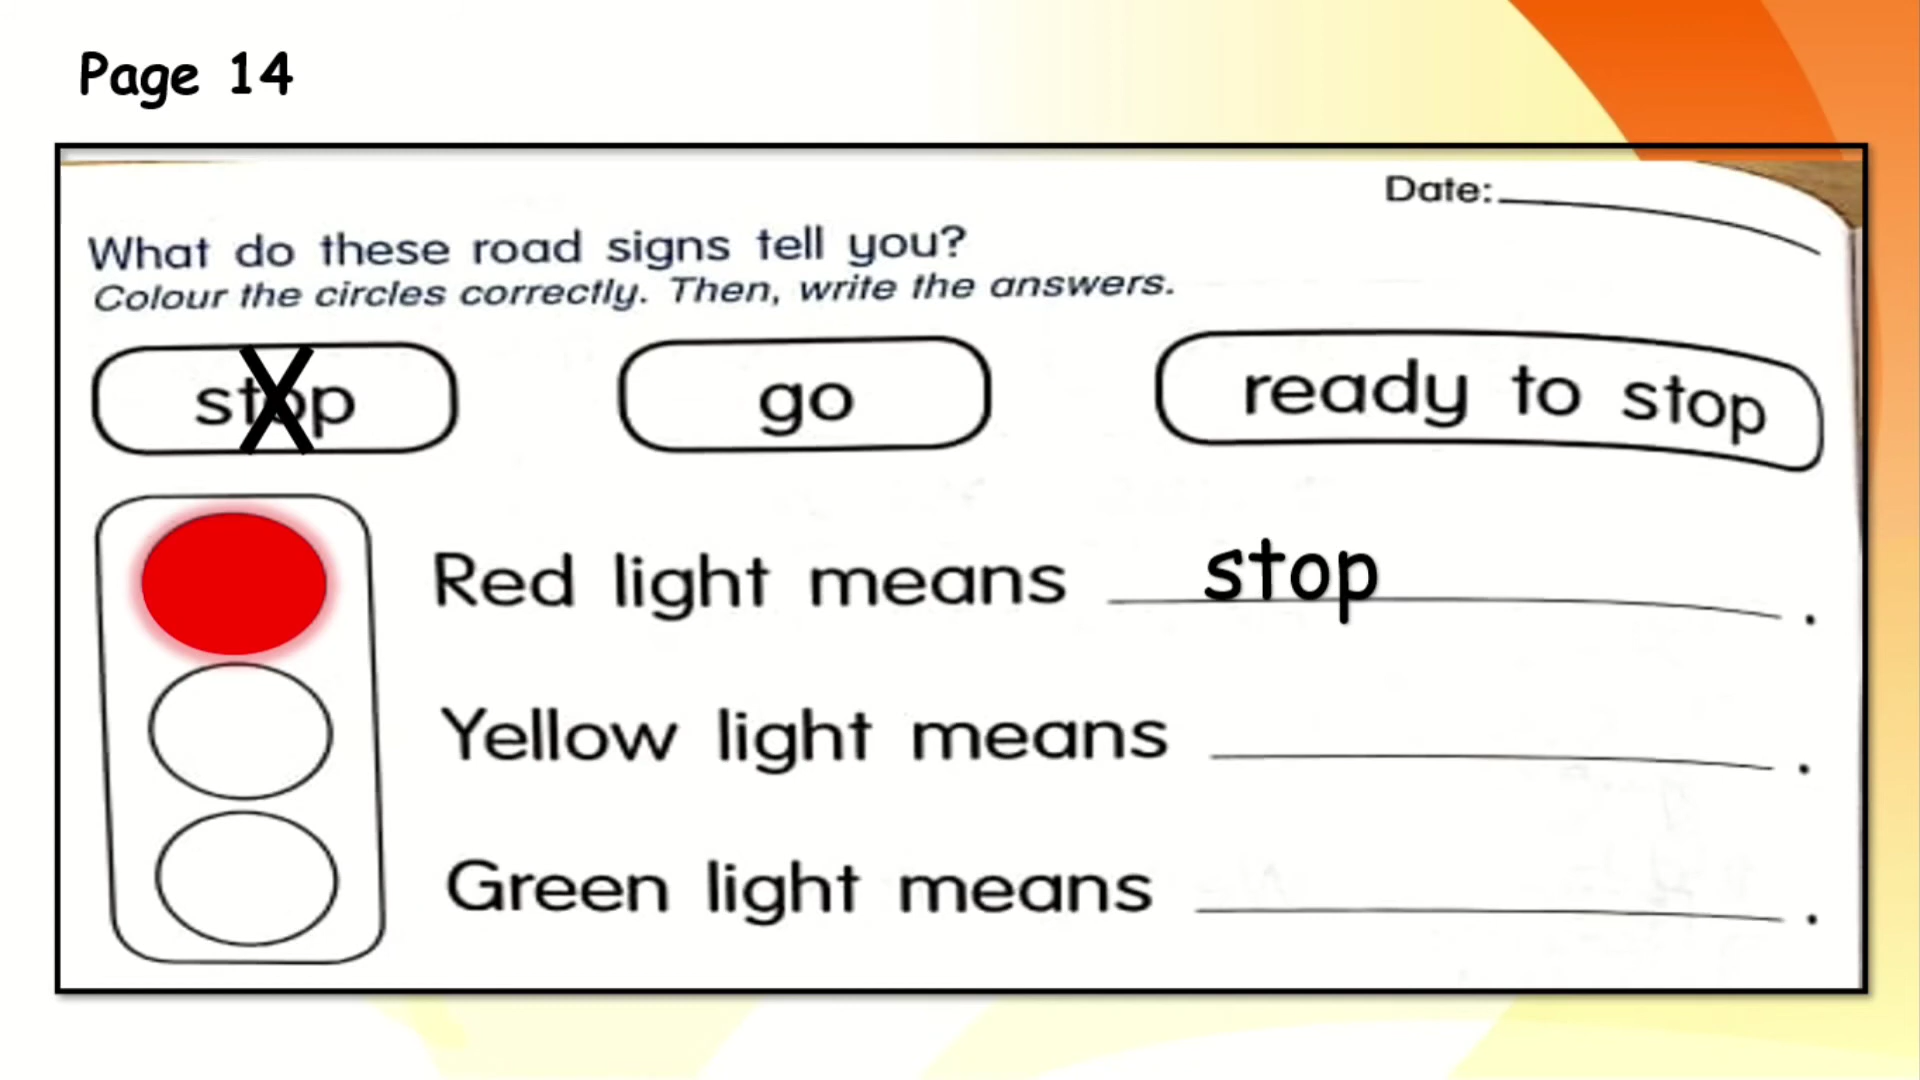 Page 14
Date:
What do these road signs tell you?
Colour the circles correctly. Then, write the answers.
stop go ready to stop
Red light means stop .
Yellow light means .
Green light means .